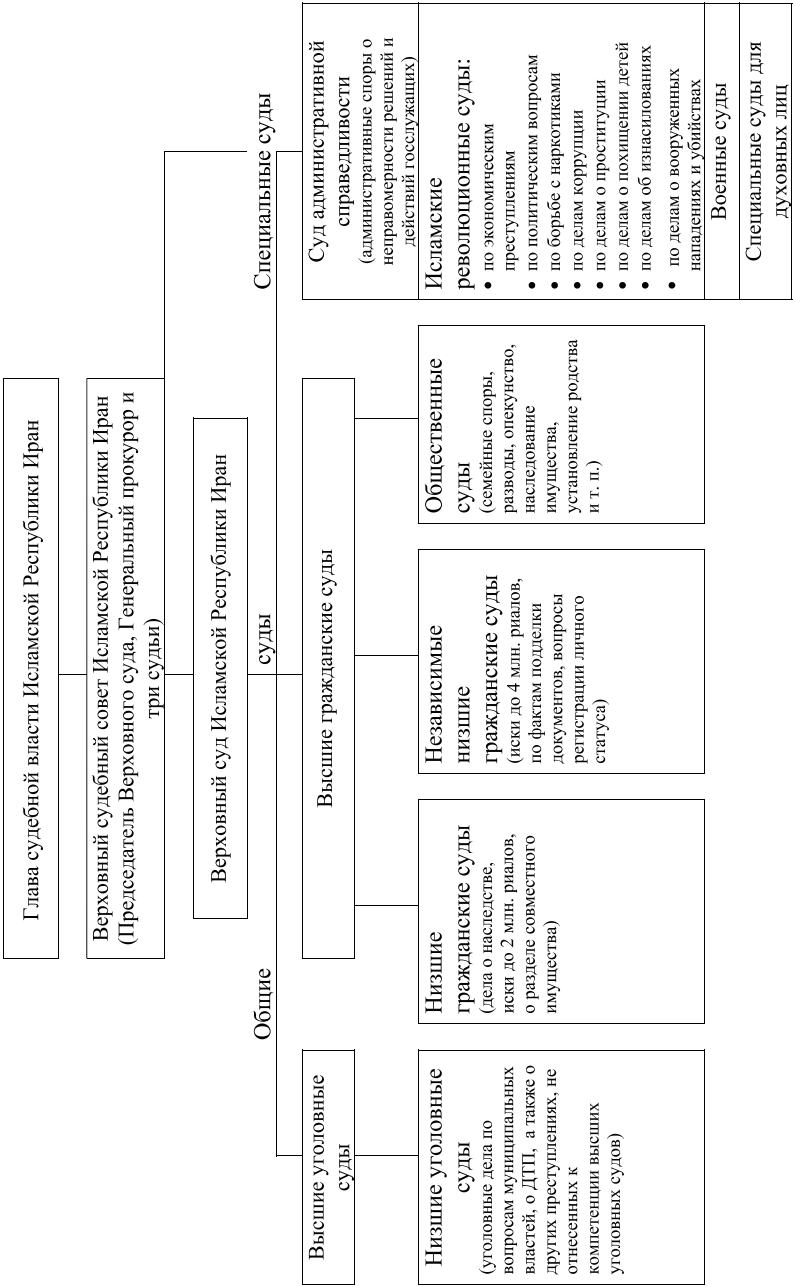 Глава судебной власти Исламской Республики Иран
Верховный судебный совет Исламской Республики Иран
(Председатель Верховного суда, Генеральный прокурор и
три судьи)
Верховный суд Исламской Республики Иран
Общие суды Специальные суды
Высшие уголовные
суды
Высшие гражданские суды
Низшие уголовные
суды
(уголовные дела по
вопросам муниципальных
властей, о ДТП, а также о
других преступлениях, не
отнесенных к
компетенции высших
уголовных судов)
Низшие
гражданские суды
(дела о наследстве,
иски до 2 млн. риалов,
о разделе совместного
имущества)
Независимые
низшие
гражданские суды
(иски до 4 млн. риалов,
по фактам подделки
документов, вопросы
регистрации личного
статуса)
Общественные
суды
(семейные споры,
разводы, опекунство,
наследование
имущества,
установление родства
и т. п.)
Суд административной
справедливости
(административные споры о
неправомерности решений и
действий госслужащих)
Исламские
революционные суды:
• по экономическим
преступлениям
• по политическим вопросам
• по борьбе с наркотиками
• по делам коррупции
• по делам о проституции
• по делам о похищении детей
• по делам об изнасилованиях
• по делам о вооруженных
нападениях и убийствах
Военные суды
Специальные суды для
духовных лиц